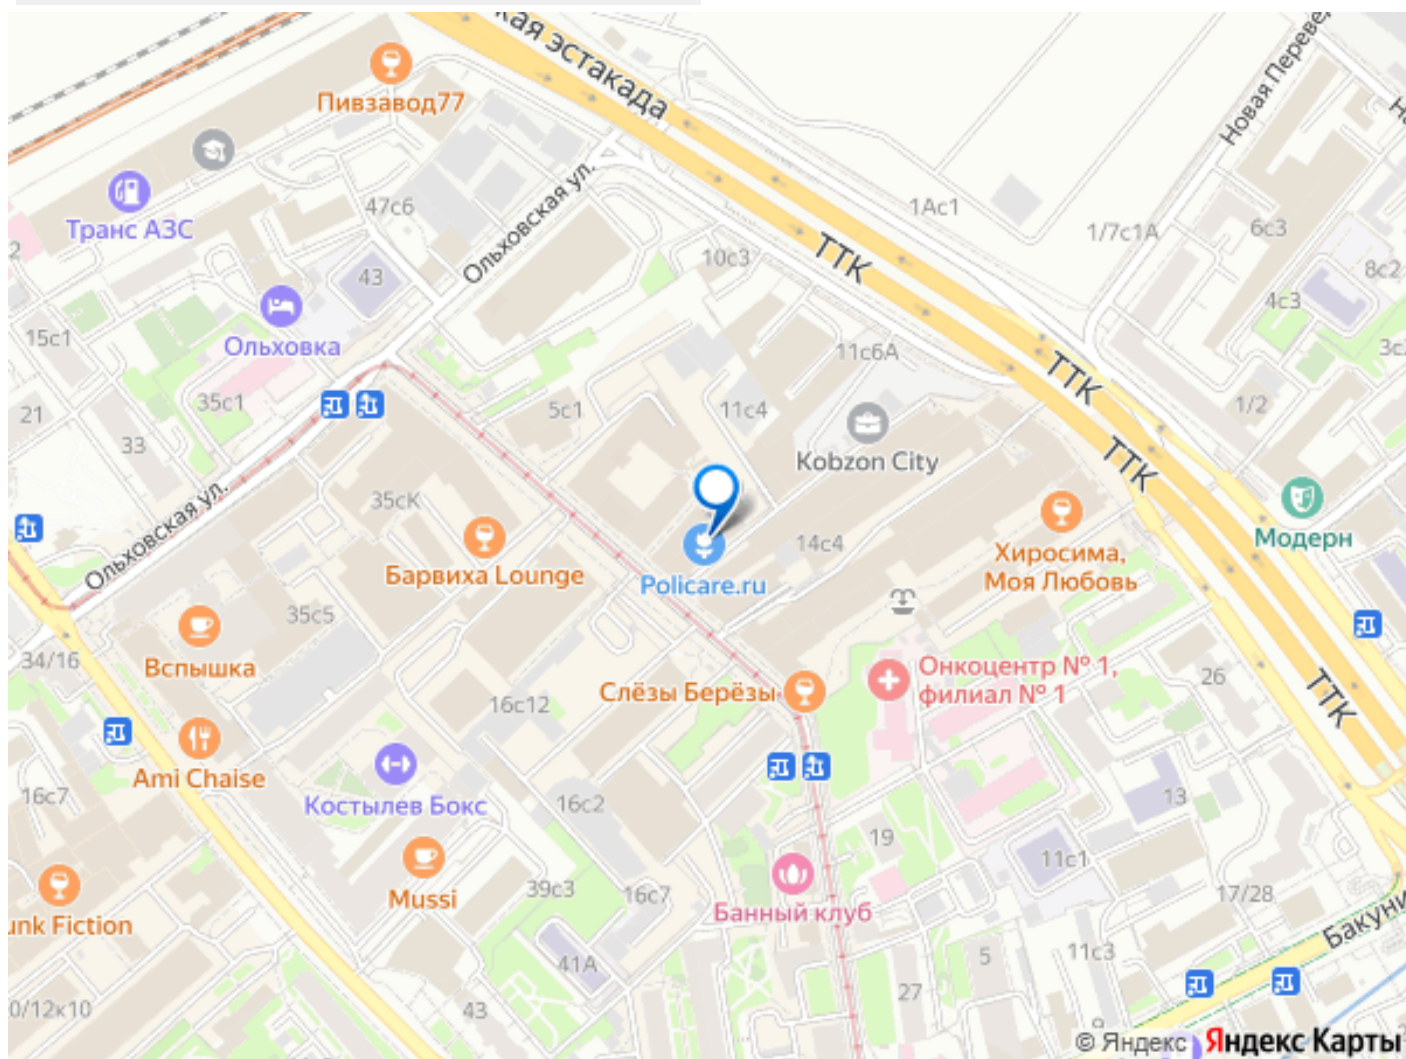 кая эстакада
Новая Перевед
Пивзавод77
Транс АЗС
47с6
Ольховская ул.
1Ас1
1/7с1А
6с3
8с2
10с3
ТТК
43
4с3
Ольховка
15с1
11с6А
3с
ТТК
35с1
5с1
11с4
1/2
21
33
Kobzon City
ТТК
35сК
Ольховская ул.
Модерн
14с4
Хиросима,
Моя Любовь
Барвиха Lounge
Policare.ru
35с5
34/16
Вспышка
Онкоцентр № 1,
филиал № 1
26
Слёзы Берёзы
ТТК
16с12
Ami Chaise
16с7
Костылев Бокс
16с2
13
19
11с1
39с3
16с7
Mussi
17/28
Банный клуб
unk Fiction
Бакуни
41А
5
11с3
27
0/12к10
43
9
© Яндекс Яндекс Карты